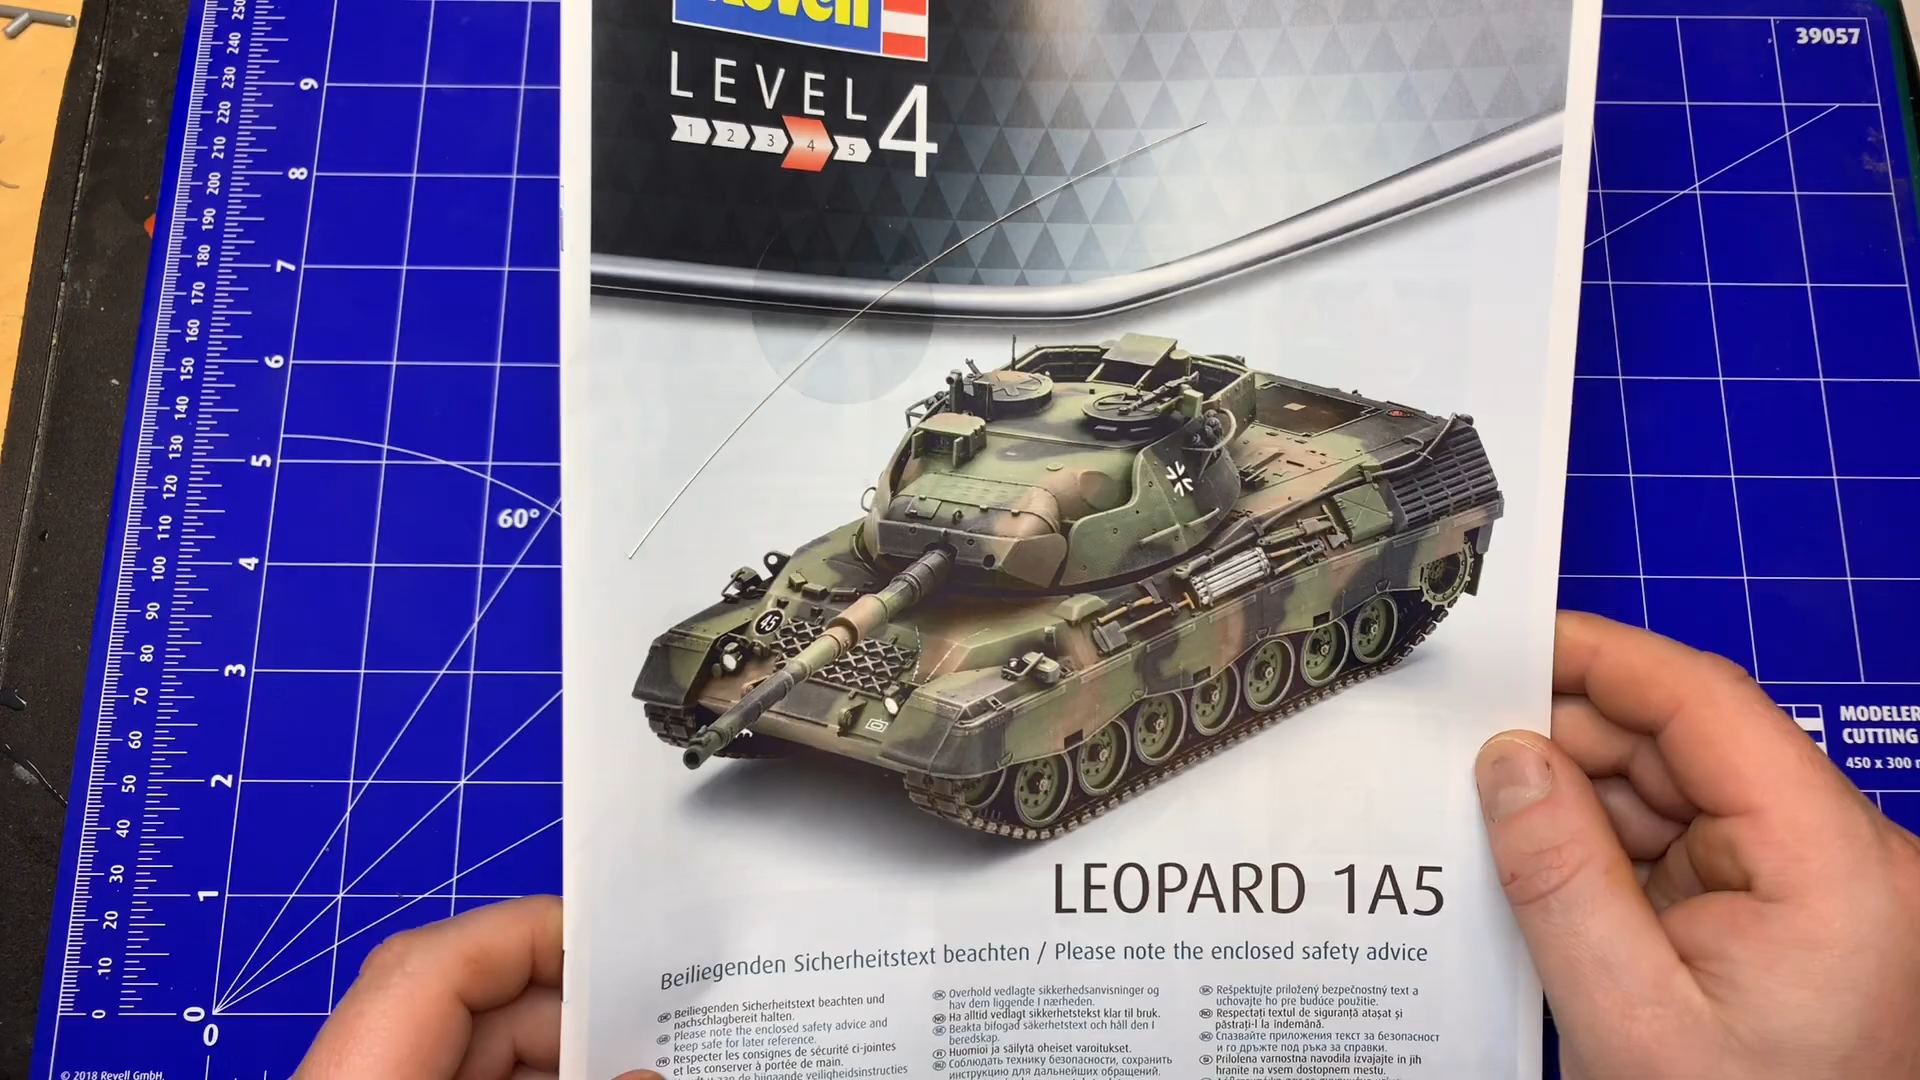 Revell
LEVEL 4
1 2 3 4 5
45
LEOPARD 1A5
Beiliegenden Sicherheitstext beachten / Please note the enclosed safety advice
Beiliegenden Sicherheitstext beachten und
nachschlagbereit halten.
Please note the enclosed safety advice and
keep safe for later reference.
Respecter les consignes de sécurité ci-jointes
et les conserver à portée de main.
Overhold vedlagte sikkerhedsanvisninger og
hav dem liggende I nærheden.
Ha alltid vedlagt sikkerhetstekst klar til bruk.
Beakta bifogad säkerhetstext och håll den I
beredskap.
Huomioi ja säilytä oheiset varoitukset.
Соблюдать технику безопасности, сохранить
инструкцию для дальнейших обращений.
Rešpektujte priložený bezpečnostný text a
uchovajte ho pre budúce použitie.
Respectați textul de siguranță atașat și
păstrați-l la îndemână.
Спазвайте приложения текст за безопасност
и го дръжте под ръка за справки.
Priložena varnostna navodila izvajajte in jih
hranite na vsem dostopnem mestu.
39057
MODELER
CUTTING
450 x 300
250
240
230
220
210
200
190
180
170
160
150
140
130
120
110
100
90
80
70
60
50
40
30
20
10
0
9
8
7
6
5
4
3
2
1
0
0
60°
© 2018 Revell GmbH.